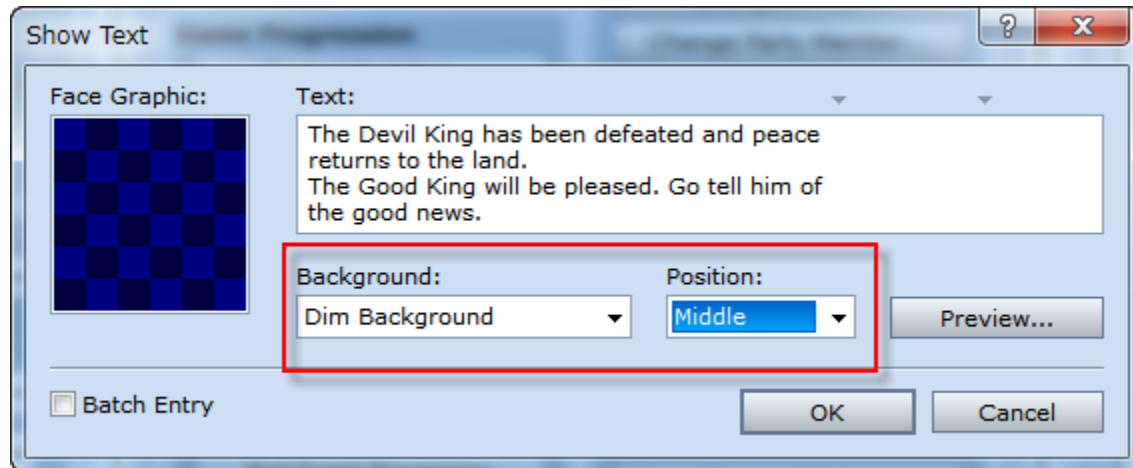 Show Text
Face Graphic:
Text:
The Devil King has been defeated and peace
returns to the land.
The Good King will be pleased. Go tell him of
the good news.
Background:
Position:
Dim Background
Middle
Preview...
Batch Entry
OK
Cancel